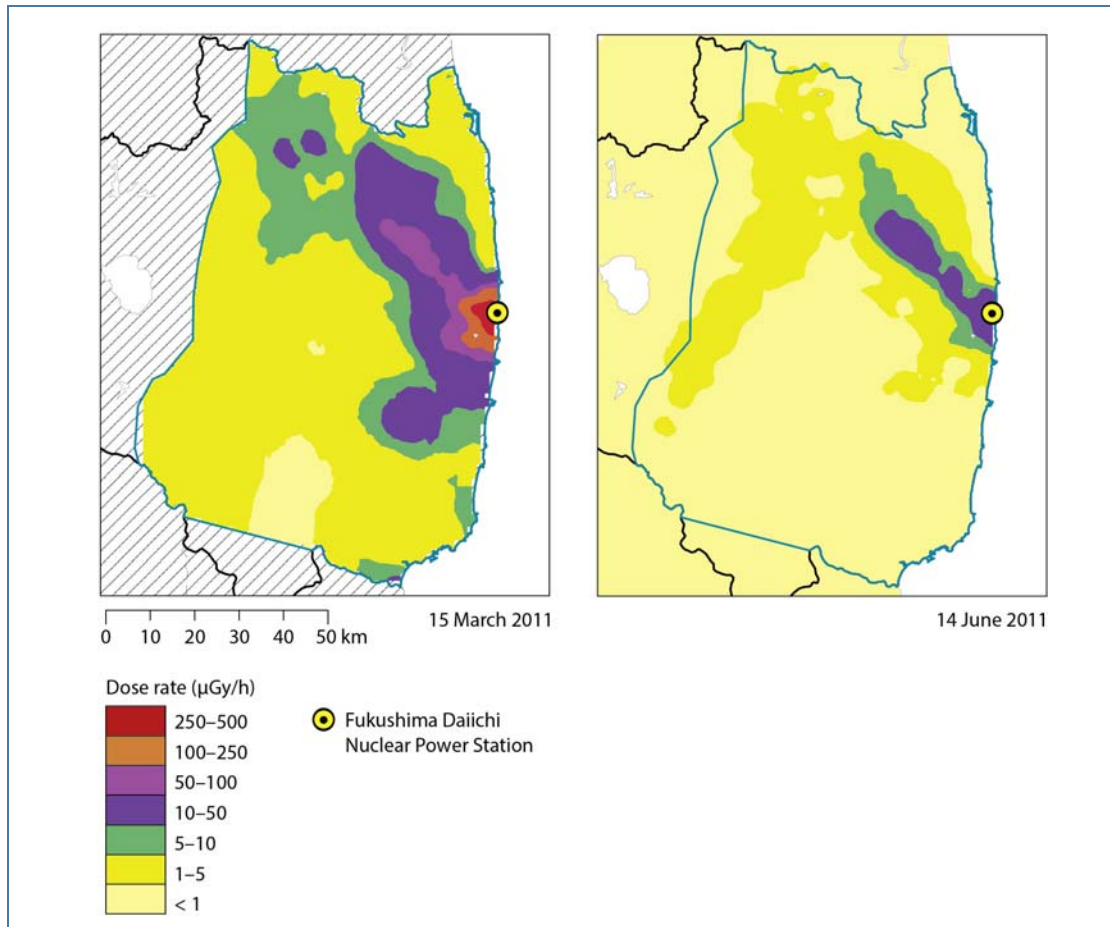 15 March 2011
14 June 2011
0 10 20 30 40 50 km
Dose rate (µGy/h)
250–500
100–250
50–100
10–50
5–10
1–5
< 1
Fukushima Daiichi
Nuclear Power Station